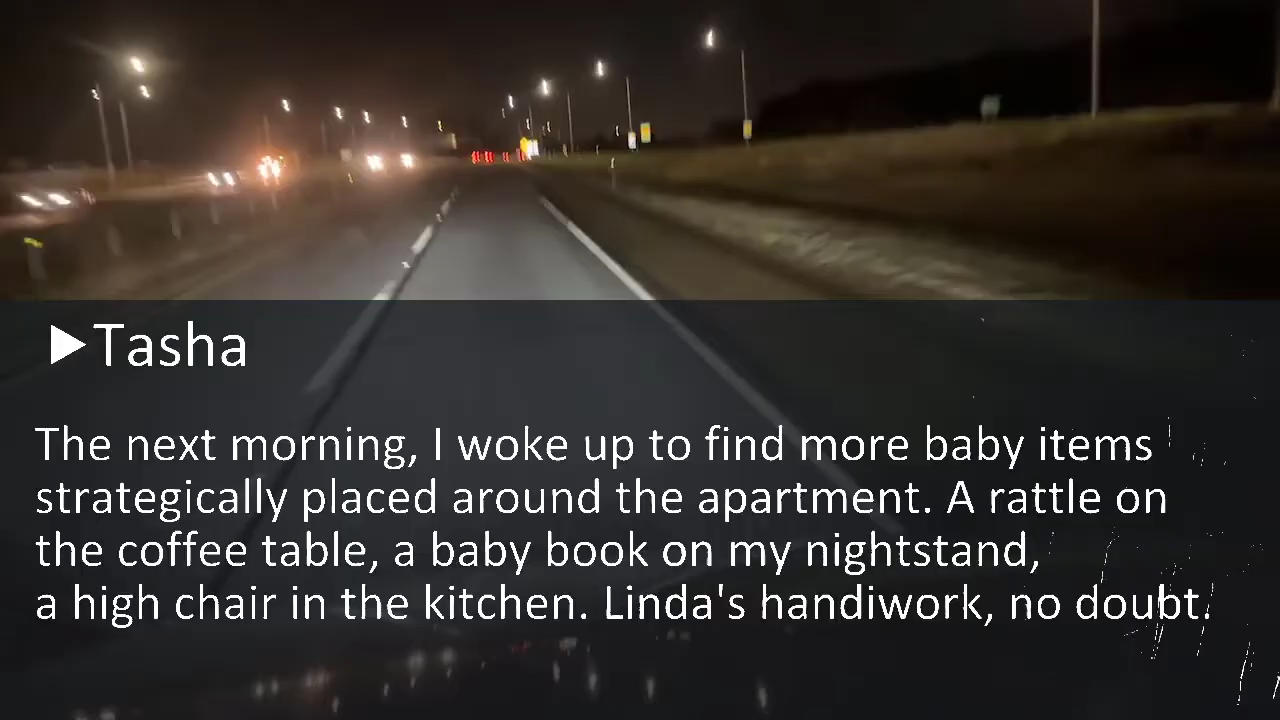 ▶Tasha
The next morning, I woke up to find more baby items
strategically placed around the apartment. A rattle on
the coffee table, a baby book on my nightstand,
a high chair in the kitchen. Linda's handiwork, no doubt.